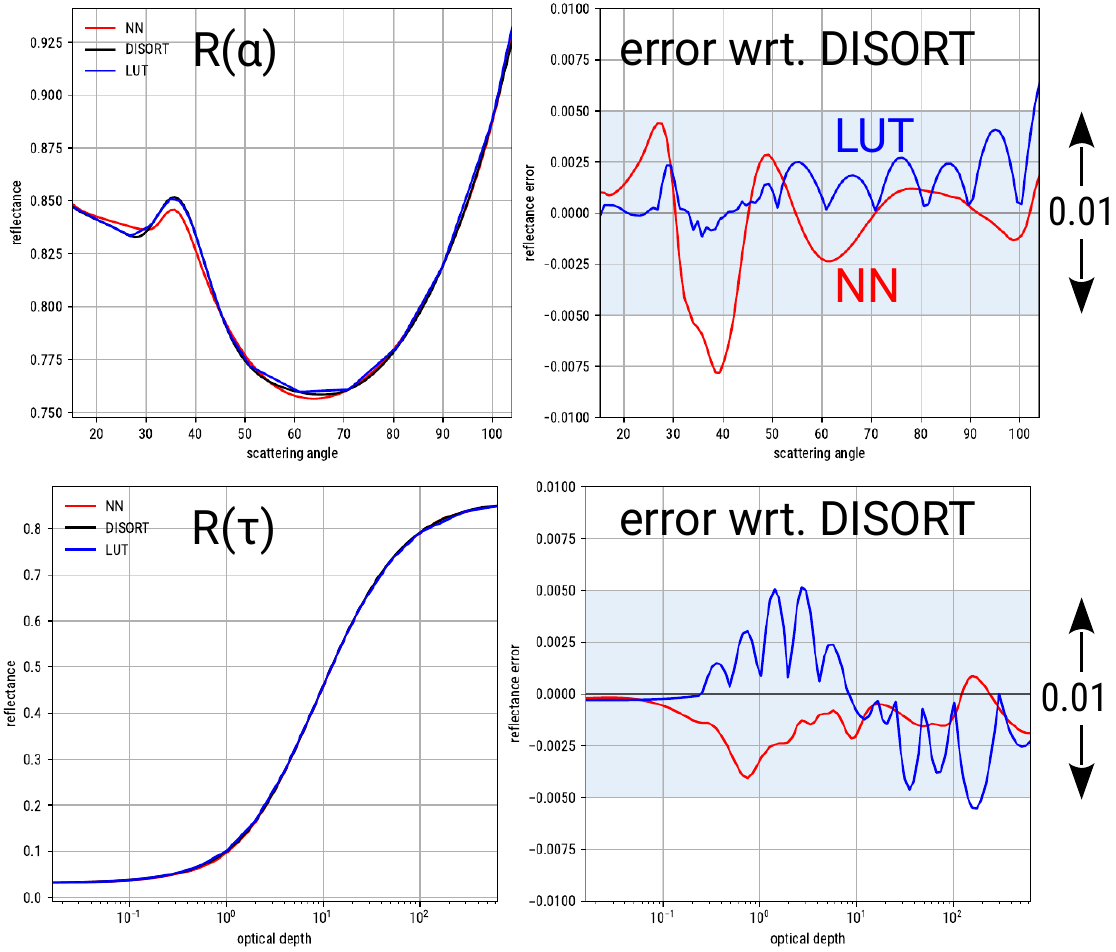 R(α)
NN
DISORT
LUT
0.925
0.900
0.875
0.850
0.825
0.800
0.775
0.750
reflectance
20 30 40 50 60 70 80 90 100
scattering angle
error wrt. DISORT
LUT
NN
0.0100
0.0075
0.0050
0.0025
0.0000
−0.0025
−0.0050
−0.0075
−0.0100
reflectance error
20 30 40 50 60 70 80 90 100
scattering angle
0.01
R(τ)
NN
DISORT
LUT
0.8
0.7
0.6
0.5
0.4
0.3
0.2
0.1
0.0
reflectance
10⁻¹ 10⁰ 10¹ 10²
optical depth
error wrt. DISORT
0.0100
0.0075
0.0050
0.0025
0.0000
−0.0025
−0.0050
−0.0075
−0.0100
reflectance error
10⁻¹ 10⁰ 10¹ 10²
optical depth
0.01